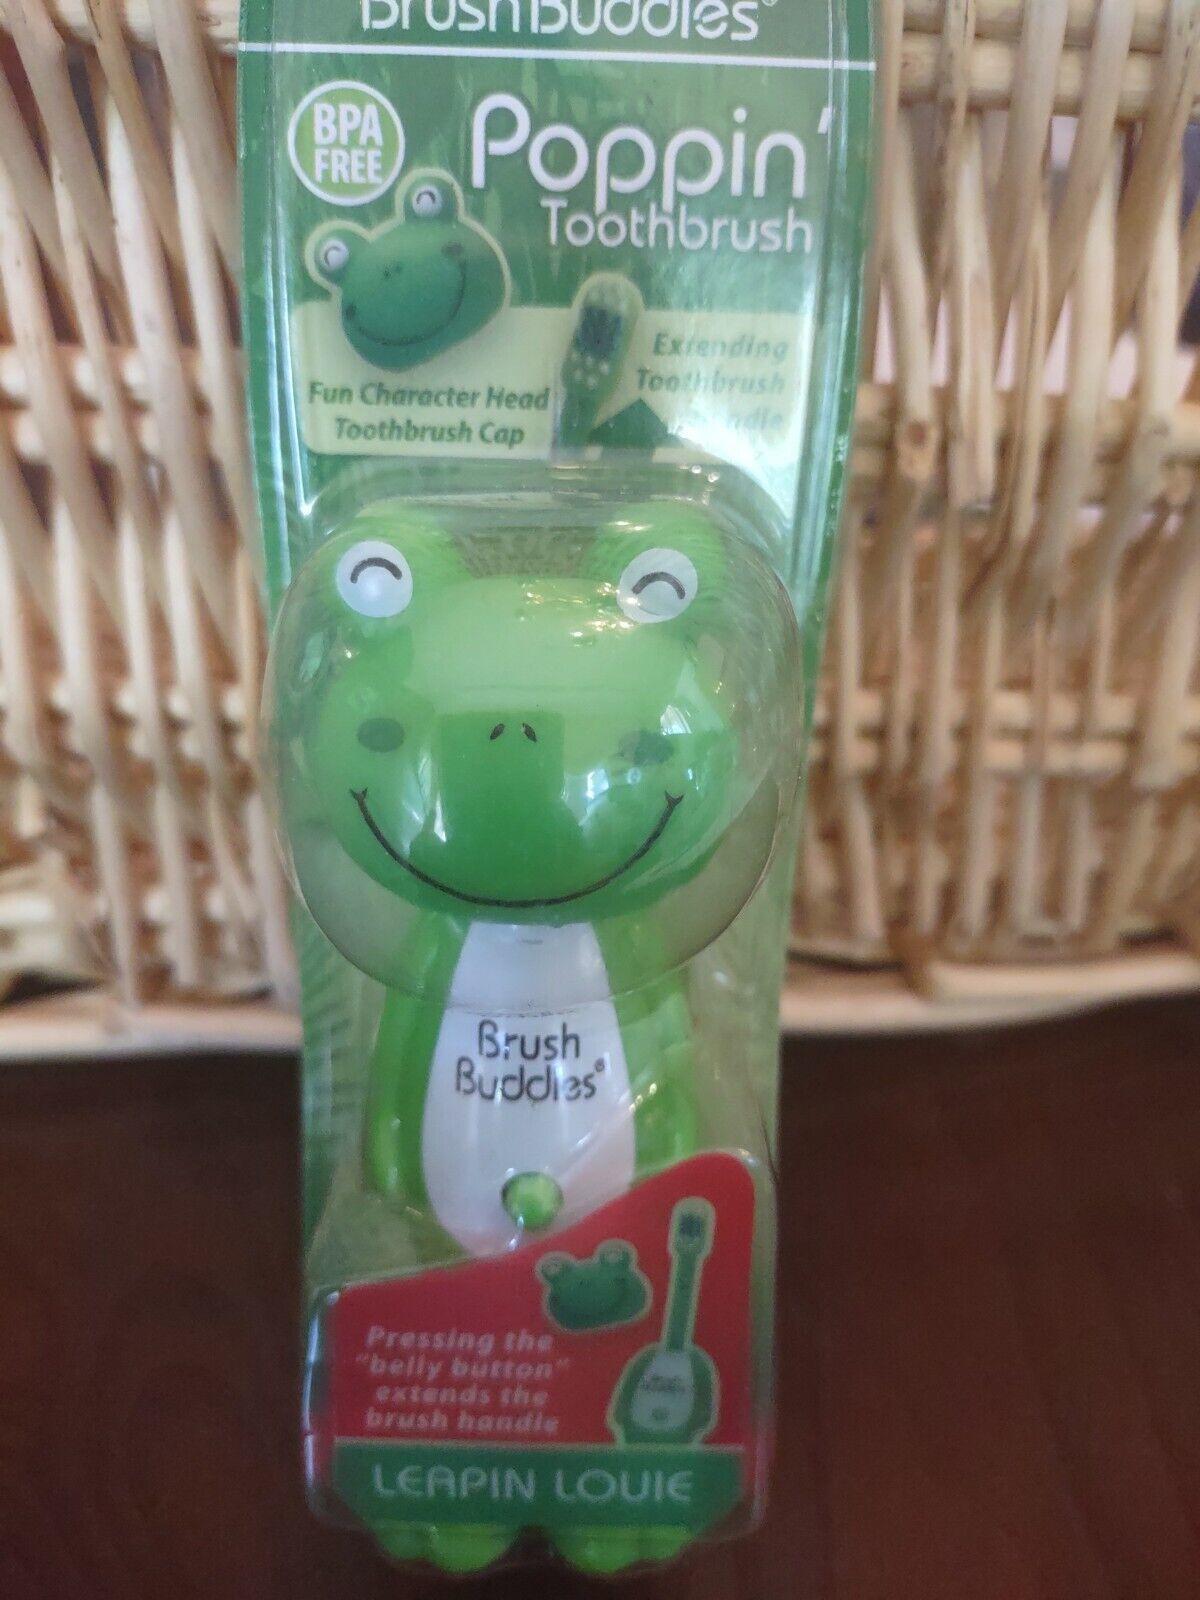 BrushBuddies®
BPA
FREE
Poppin'
Toothbrush
Extending
Toothbrush
Handle
Fun Character Head
Toothbrush Cap
Brush
Buddies®
Pressing the
"belly button"
extends the
brush handle
LEAPIN LOUIE